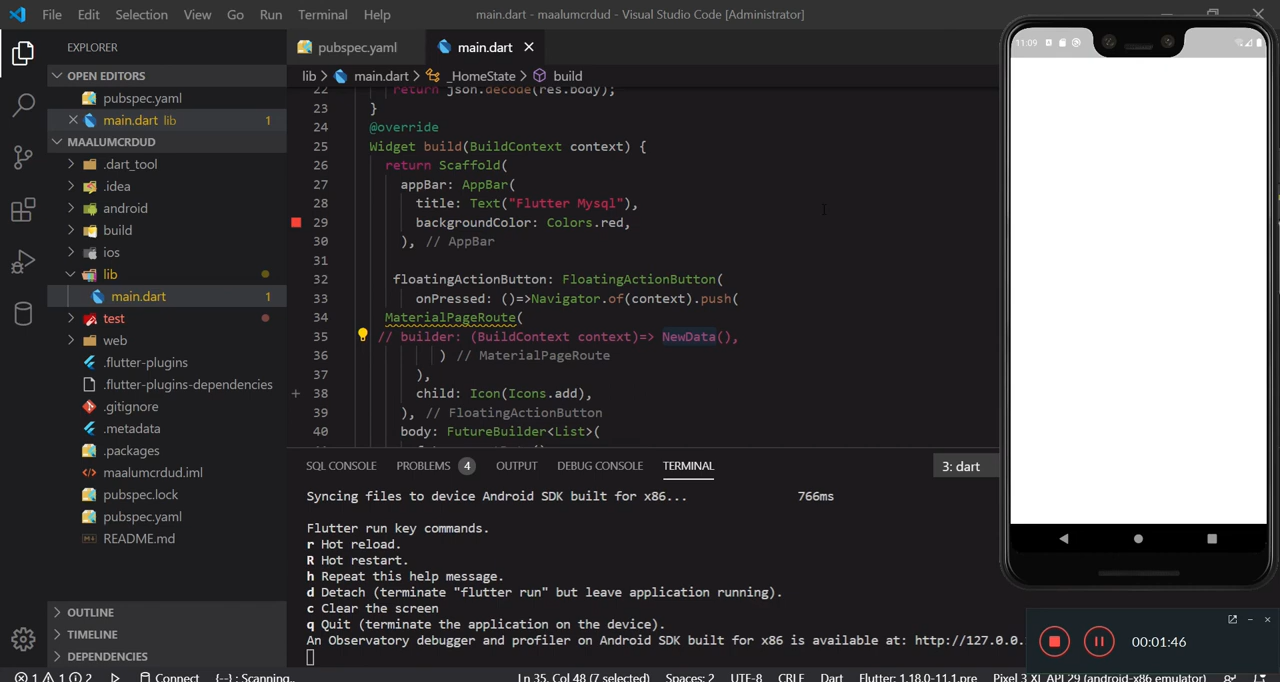 File Edit Selection View Go Run Terminal Help
main.dart - maalumcrdud - Visual Studio Code [Administrator]
EXPLORER
OPEN EDITORS
pubspec.yaml
main.dart lib 1
MAALUMCRDUD
.dart_tool
.idea
android
build
ios
lib
main.dart 1
test
web
.flutter-plugins
.flutter-plugins-dependencies
.gitignore
.metadata
.packages
maalumcrdud.iml
pubspec.lock
pubspec.yaml
README.md
OUTLINE
TIMELINE
DEPENDENCIES
pubspec.yaml main.dart
lib > main.dart > _HomeState > build
22 return json.decode(res.body);
23 }
24 @override
25 Widget build(BuildContext context) {
26 return Scaffold(
27 appBar: AppBar(
28 title: Text("Flutter Mysql"),
29 backgroundColor: Colors.red,
30 ), // AppBar
31
32 floatingActionButton: FloatingActionButton(
33 onPressed: ()=>Navigator.of(context).push(
34 MaterialPageRoute(
35 // builder: (BuildContext context)=> NewData(),
36 ) // MaterialPageRoute
37 ),
38 child: Icon(Icons.add),
39 ), // FloatingActionButton
40 body: FutureBuilder<List>(
SQL CONSOLE PROBLEMS 4 OUTPUT DEBUG CONSOLE TERMINAL 3: dart
Syncing files to device Android SDK built for x86... 766ms
Flutter run key commands.
r Hot reload.
R Hot restart.
h Repeat this help message.
d Detach (terminate "flutter run" but leave application running).
c Clear the screen
q Quit (terminate the application on the device).
An Observatory debugger and profiler on Android SDK built for x86 is available at: http://127.0.0.
11:09
00:01:46
1 1 2 Connect {--} : Scanning.. Ln 35, Col 48 (7 selected) Spaces: 2 UTF-8 CRLF Dart Flutter: 1.18.0-11.1.pre Pixel 3 XL API 29 (android-x86 emulator)